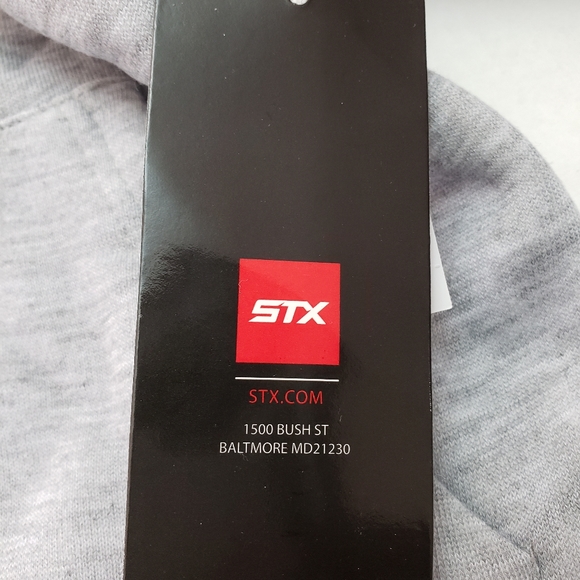 STX
STX.COM
1500 BUSH ST
BALTMORE MD21230